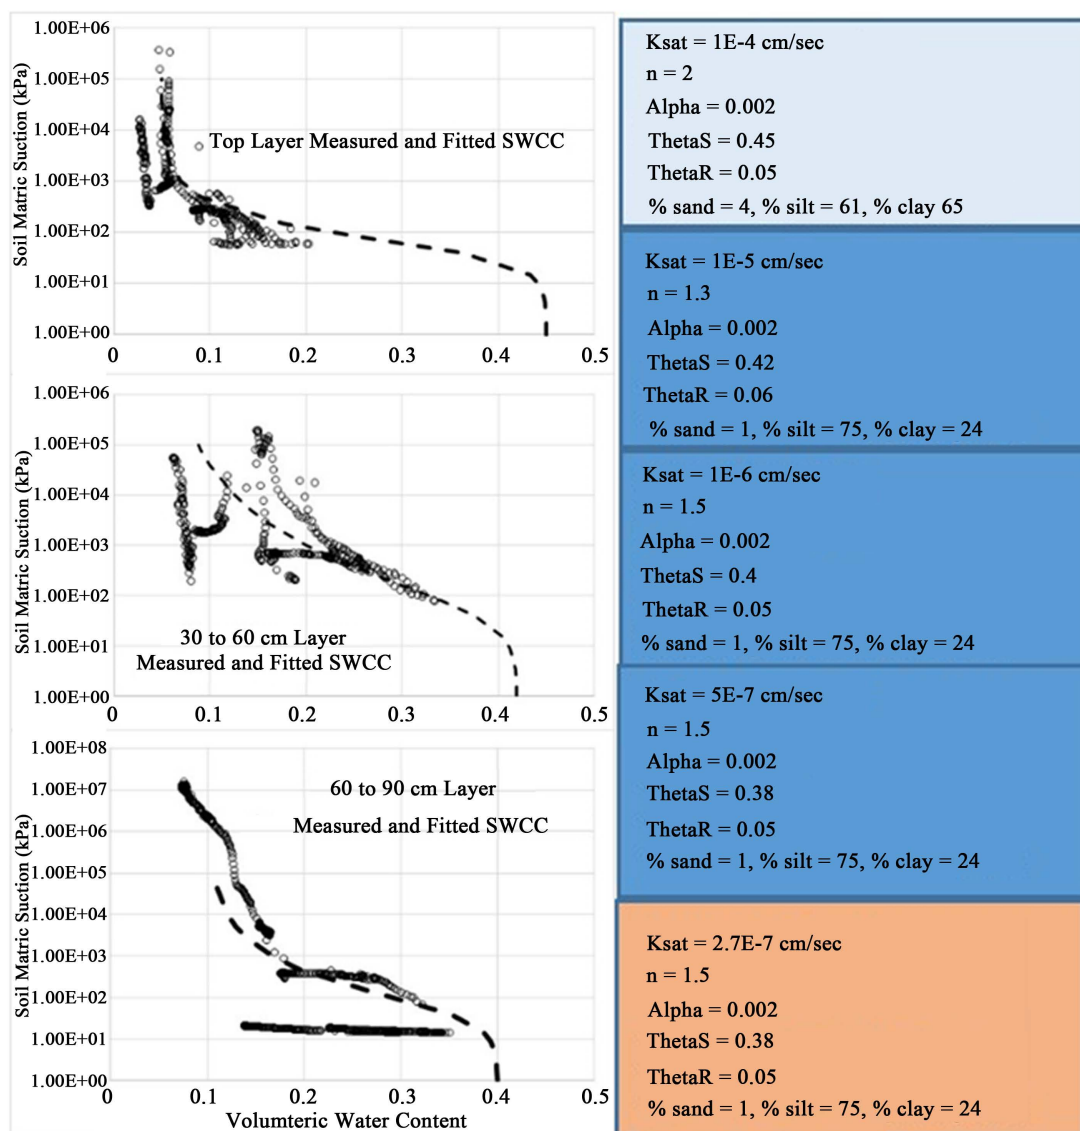 1.00E+06
1.00E+05
1.00E+04
1.00E+03
1.00E+02
1.00E+01
1.00E+00
Soil Matric Suction (kPa)
Top Layer Measured and Fitted SWCC
0 0.1 0.2 0.3 0.4 0.5
1.00E+06
1.00E+05
1.00E+04
1.00E+03
1.00E+02
1.00E+01
1.00E+00
Soil Matric Suction (kPa)
30 to 60 cm Layer
Measured and Fitted SWCC
0 0.1 0.2 0.3 0.4 0.5
1.00E+08
1.00E+07
1.00E+06
1.00E+05
1.00E+04
1.00E+03
1.00E+02
1.00E+01
1.00E+00
Soil Matric Suction (kPa)
60 to 90 cm Layer
Measured and Fitted SWCC
0 0.1 0.2 0.3 0.4 0.5
Volumteric Water Content
Ksat = 1E-4 cm/sec
n = 2
Alpha = 0.002
ThetaS = 0.45
ThetaR = 0.05
% sand = 4, % silt = 61, % clay 65
Ksat = 1E-5 cm/sec
n = 1.3
Alpha = 0.002
ThetaS = 0.42
ThetaR = 0.06
% sand = 1, % silt = 75, % clay = 24
Ksat = 1E-6 cm/sec
n = 1.5
Alpha = 0.002
ThetaS = 0.4
ThetaR = 0.05
% sand = 1, % silt = 75, % clay = 24
Ksat = 5E-7 cm/sec
n = 1.5
Alpha = 0.002
ThetaS = 0.38
ThetaR = 0.05
% sand = 1, % silt = 75, % clay = 24
Ksat = 2.7E-7 cm/sec
n = 1.5
Alpha = 0.002
ThetaS = 0.38
ThetaR = 0.05
% sand = 1, % silt = 75, % clay = 24